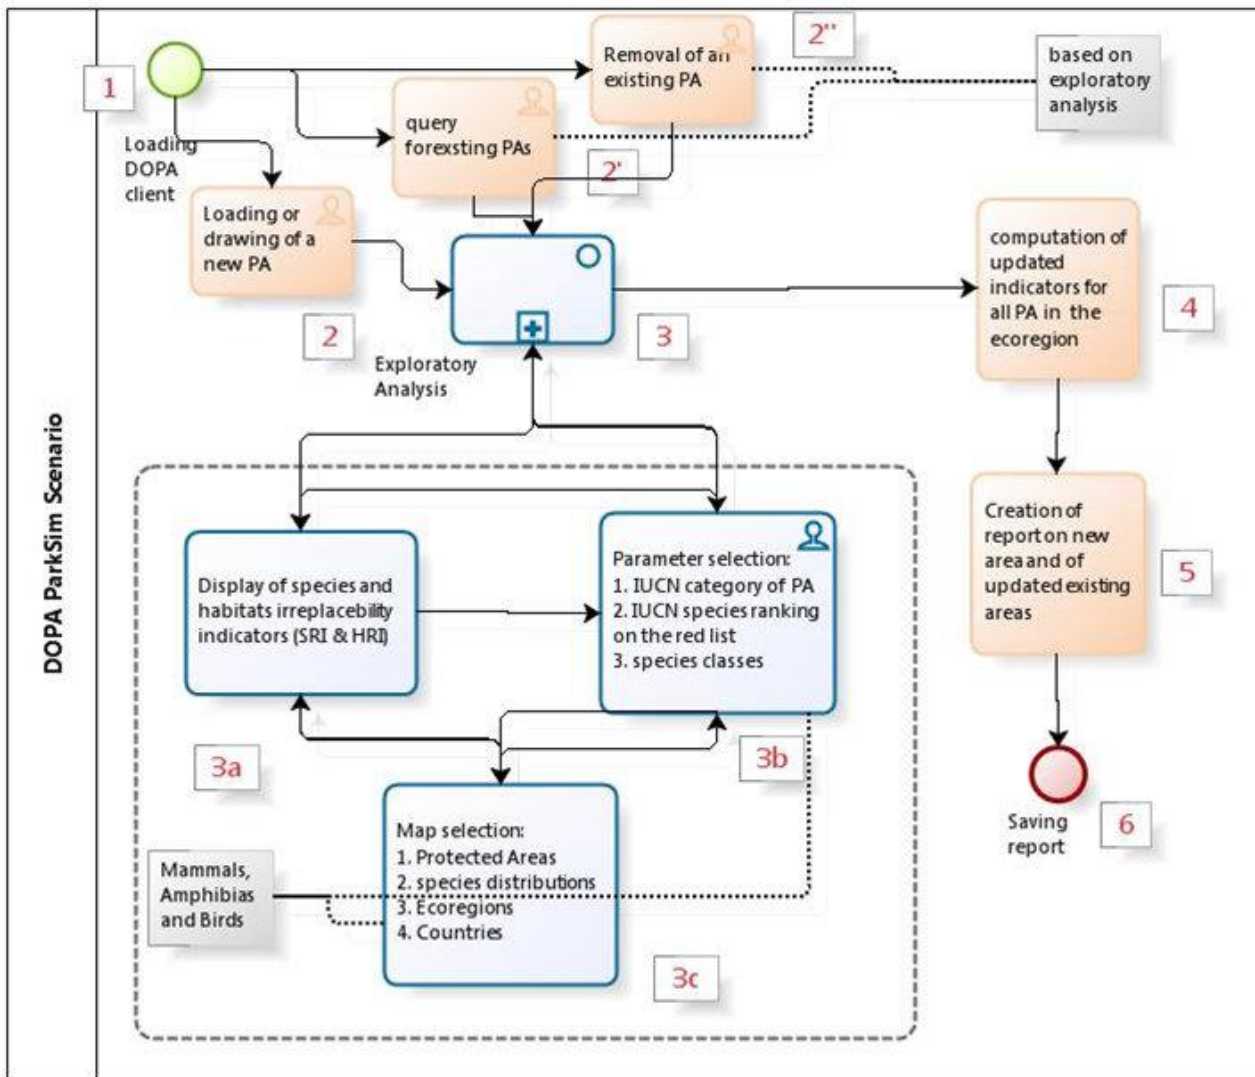 DOPA ParkSim Scenario
1
Loading
DOPA
client
Removal of an
existing PA
2''
based on
exploratory
analysis
query
forexsting PAs
2'
Loading or
drawing of a
new PA
2
3
Exploratory
Analysis
computation of
updated
indicators for
all PA in the
ecoregion
4
Creation of
report on new
area and of
updated existing
areas
5
Saving
report
6
Display of species and
habitats irreplacebility
indicators (SRI & HRI)
3a
Parameter selection:
1. IUCN category of PA
2. IUCN species ranking
on the red list
3. species classes
3b
Map selection:
1. Protected Areas
2. species distributions
3. Ecoregions
4. Countries
3c
Mammals,
Amphibias
and Birds